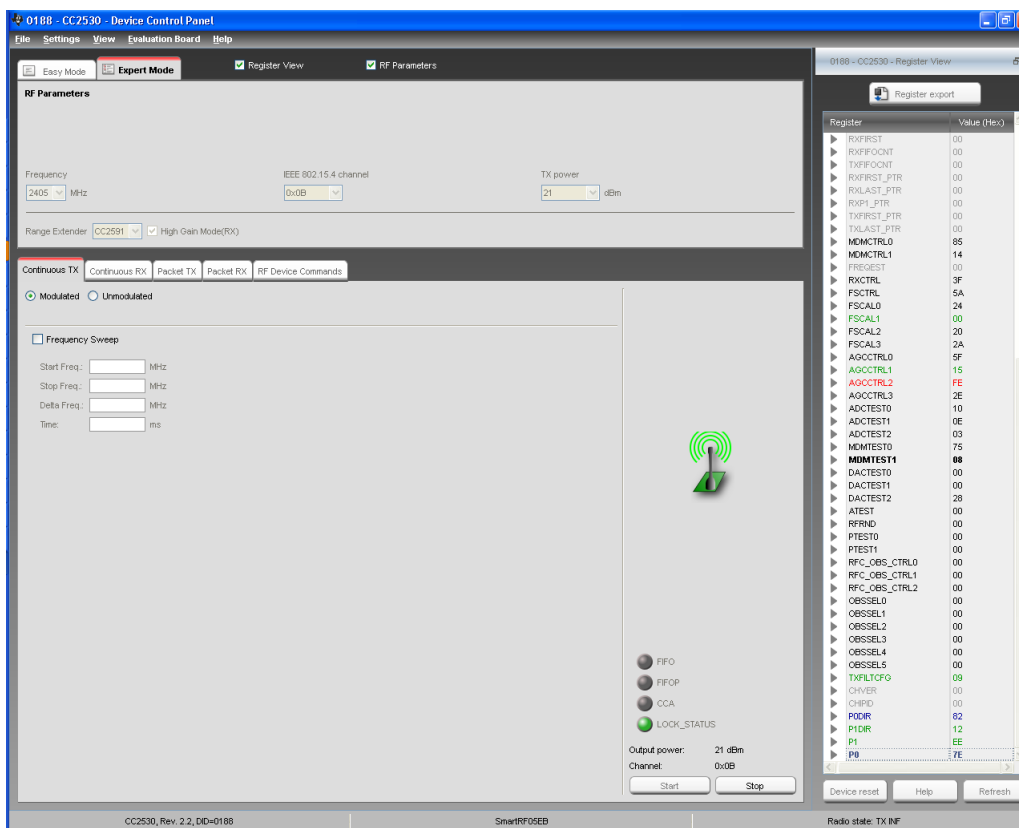 0188 - CC2530 - Device Control Panel
File Settings View Evaluation Board Help
Easy Mode Expert Mode Register View RF Parameters
RF Parameters
Frequency IEEE 802.15.4 channel TX power
2405 MHz 0x0B 21 dBm
Range Extender CC2591 High Gain Mode(RX)
Continuous TX Continuous RX Packet TX Packet RX RF Device Commands
Modulated Unmodulated
Frequency Sweep
Start Freq.: MHz
Stop Freq.: MHz
Delta Freq.: MHz
Time: ms
FIFO
FIFOP
CCA
LOCK_STATUS
Output power: 21 dBm
Channel: 0x0B
Start Stop
0188 - CC2530 - Register View
Register export
Register Value (Hex)
RXFIRST 00
RXFIFOCNT 00
TXFIFOCNT 00
RXFIRST_PTR 00
RXLAST_PTR 00
RXP1_PTR 00
TXFIRST_PTR 00
TXLAST_PTR 00
MDMCTRL0 85
MDMCTRL1 14
FREQEST 00
RXCTRL 3F
FSCTRL 5A
FSCAL0 24
FSCAL1 00
FSCAL2 20
FSCAL3 2A
AGCCTRL0 5F
AGCCTRL1 15
AGCCTRL2 FE
AGCCTRL3 2E
ADCTEST0 10
ADCTEST1 0E
ADCTEST2 03
MDMTEST0 75
MDMTEST1 08
DACTEST0 00
DACTEST1 00
DACTEST2 28
ATEST 00
RFRND 00
PTEST0 00
PTEST1 00
RFC_OBS_CTRL0 00
RFC_OBS_CTRL1 00
RFC_OBS_CTRL2 00
OBSSEL0 00
OBSSEL1 00
OBSSEL2 00
OBSSEL3 00
OBSSEL4 00
OBSSEL5 00
TXFILTCFG 09
CHVER 00
CHIPID 00
P0DIR 82
P1DIR 12
P1 EE
P0 7E
Device reset Help Refresh
CC2530, Rev. 2.2, DID=0188 SmartRF05EB Radio state: TX INF